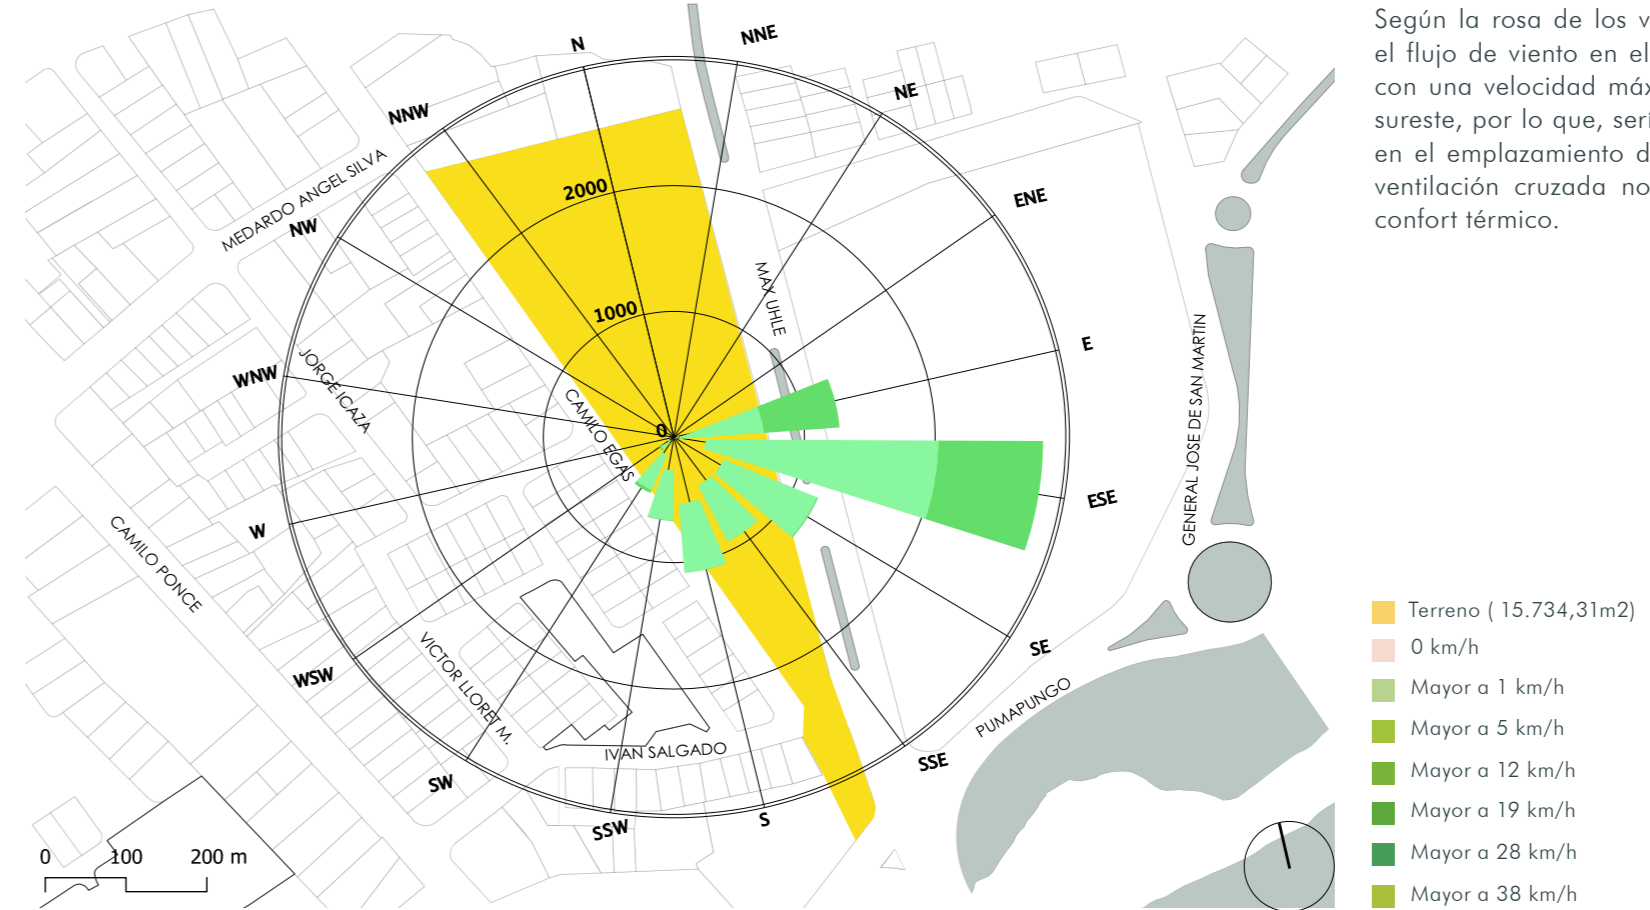 Según la rosa de los v
el flujo de viento en el
con una velocidad máx
sureste, por lo que, serí
en el emplazamiento d
ventilación cruzada no
confort térmico.
N
NNE
NE
ENE
E
ESE
SE
SSE
S
SSW
SW
WSW
W
WNW
NW
NNW
2000
1000
0
MEDARDO ANGEL SILVA
JORGE ICAZA
CAMILO EGAS
MAX UHLE
GENERAL JOSE DE SAN MARTIN
CAMILO PONCE
VICTOR LLORET M.
IVAN SALGADO
PUMAPUNGO
0 100 200 m
Terreno ( 15.734,31m2)
0 km/h
Mayor a 1 km/h
Mayor a 5 km/h
Mayor a 12 km/h
Mayor a 19 km/h
Mayor a 28 km/h
Mayor a 38 km/h